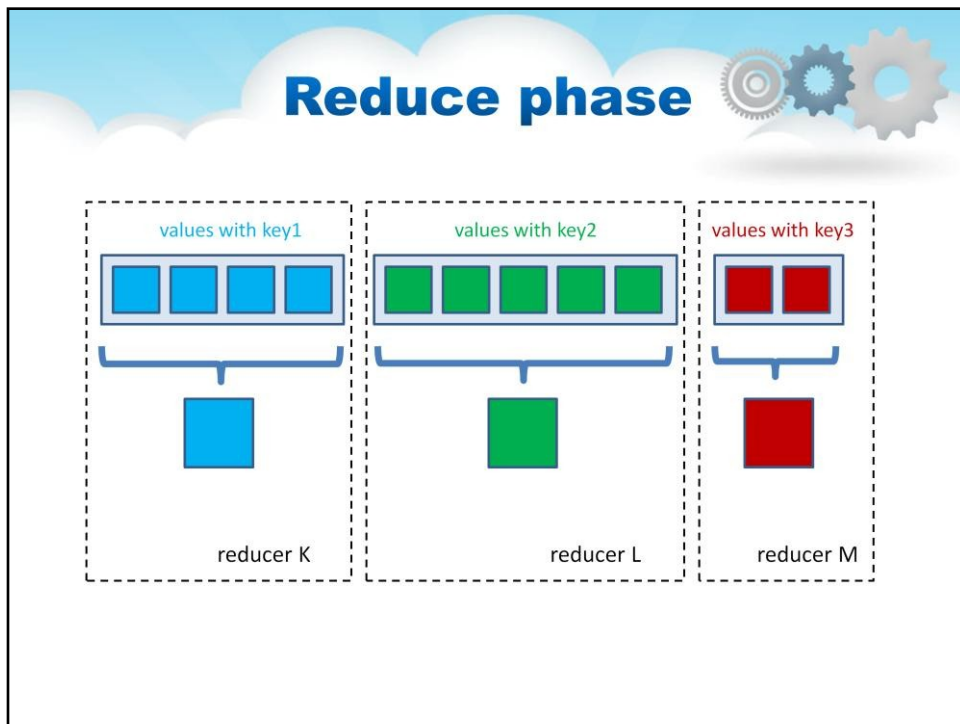 Reduce phase
values with key1
values with key2
values with key3
reducer K
reducer L
reducer M